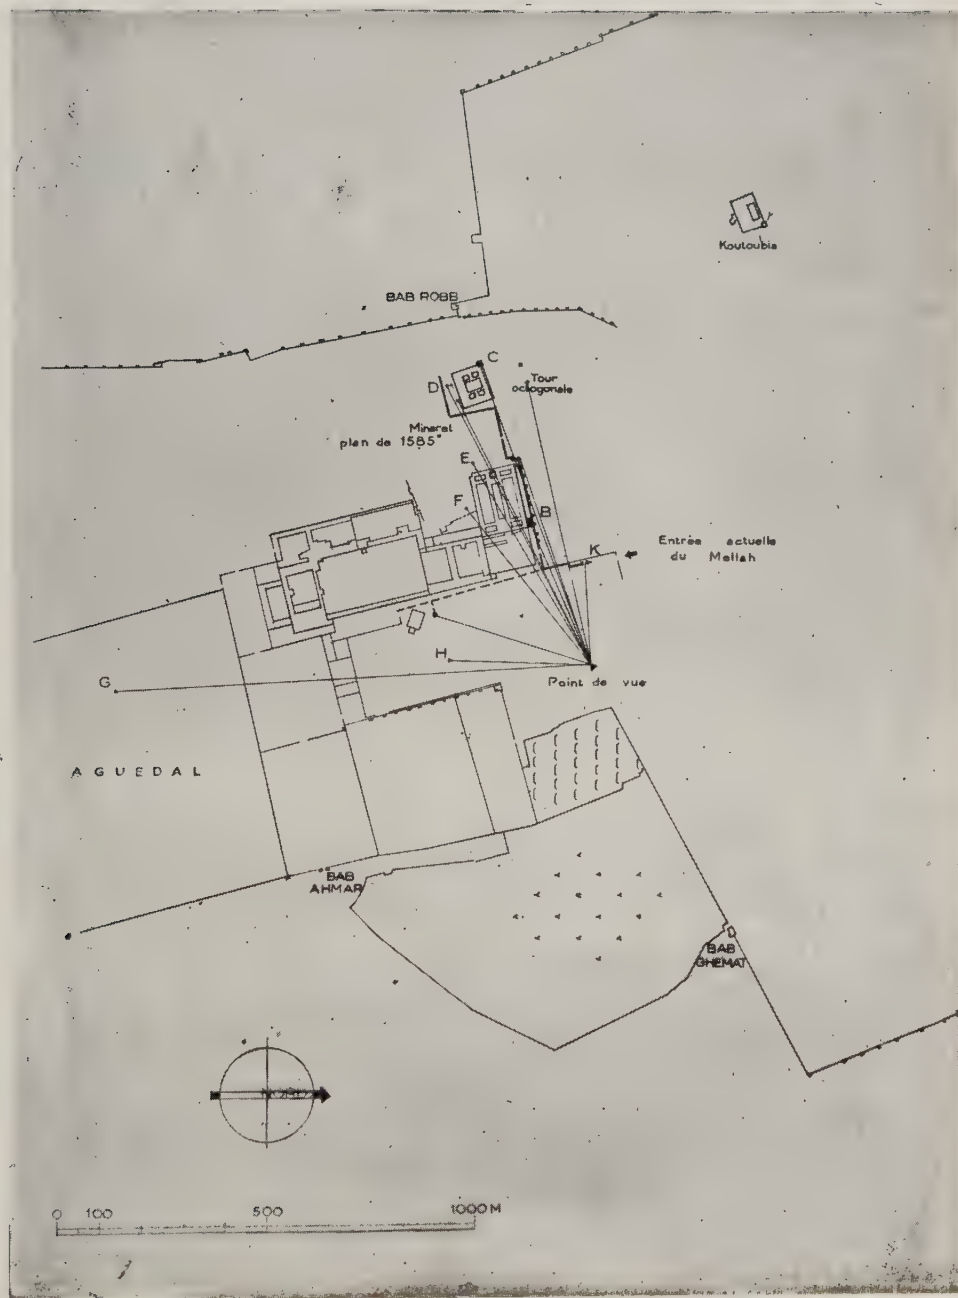 Koutoubia
BAB ROBB
C
D
Tour
octogonale
Minaret
plan de 1585"
E
F
B
K
Entrée actuelle
du Mellah
H
G
Point de vue
AGUEDAL
BAB
AHMAR
BAB
GHEMAT
0 100 500 1000 M